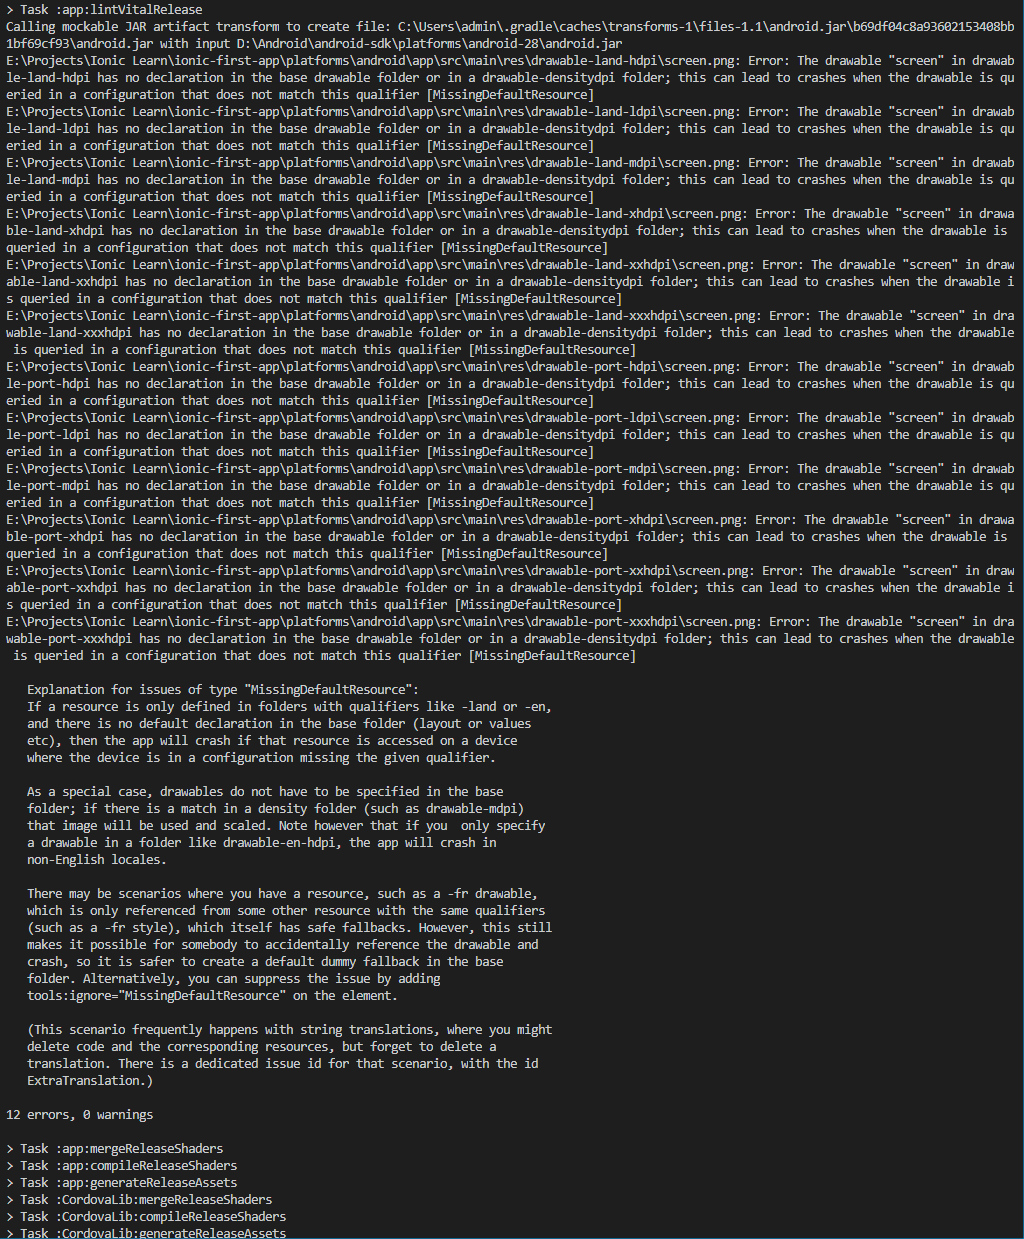 > Task :app:lintVitalRelease
Calling mockable JAR artifact transform to create file: C:\Users\admin\.gradle\caches\transforms-1\files-1.1\android.jar\b69df04c8a93602153408bb
1bf69cf93\android.jar with input D:\Android\android-sdk\platforms\android-28\android.jar
E:\Projects\Ionic Learn\ionic-first-app\platforms\android\app\src\main\res\drawable-land-hdpi\screen.png: Error: The drawable "screen" in drawab
le-land-hdpi has no declaration in the base drawable folder or in a drawable-densitydpi folder; this can lead to crashes when the drawable is qu
eried in a configuration that does not match this qualifier [MissingDefaultResource]
E:\Projects\Ionic Learn\ionic-first-app\platforms\android\app\src\main\res\drawable-land-ldpi\screen.png: Error: The drawable "screen" in drawab
le-land-ldpi has no declaration in the base drawable folder or in a drawable-densitydpi folder; this can lead to crashes when the drawable is qu
eried in a configuration that does not match this qualifier [MissingDefaultResource]
E:\Projects\Ionic Learn\ionic-first-app\platforms\android\app\src\main\res\drawable-land-mdpi\screen.png: Error: The drawable "screen" in drawab
le-land-mdpi has no declaration in the base drawable folder or in a drawable-densitydpi folder; this can lead to crashes when the drawable is qu
eried in a configuration that does not match this qualifier [MissingDefaultResource]
E:\Projects\Ionic Learn\ionic-first-app\platforms\android\app\src\main\res\drawable-land-xhdpi\screen.png: Error: The drawable "screen" in drawa
ble-land-xhdpi has no declaration in the base drawable folder or in a drawable-densitydpi folder; this can lead to crashes when the drawable is
queried in a configuration that does not match this qualifier [MissingDefaultResource]
E:\Projects\Ionic Learn\ionic-first-app\platforms\android\app\src\main\res\drawable-land-xxhdpi\screen.png: Error: The drawable "screen" in draw
able-land-xxhdpi has no declaration in the base drawable folder or in a drawable-densitydpi folder; this can lead to crashes when the drawable i
s queried in a configuration that does not match this qualifier [MissingDefaultResource]
E:\Projects\Ionic Learn\ionic-first-app\platforms\android\app\src\main\res\drawable-land-xxxhdpi\screen.png: Error: The drawable "screen" in dra
wable-land-xxxhdpi has no declaration in the base drawable folder or in a drawable-densitydpi folder; this can lead to crashes when the drawable
 is queried in a configuration that does not match this qualifier [MissingDefaultResource]
E:\Projects\Ionic Learn\ionic-first-app\platforms\android\app\src\main\res\drawable-port-hdpi\screen.png: Error: The drawable "screen" in drawab
le-port-hdpi has no declaration in the base drawable folder or in a drawable-densitydpi folder; this can lead to crashes when the drawable is qu
eried in a configuration that does not match this qualifier [MissingDefaultResource]
E:\Projects\Ionic Learn\ionic-first-app\platforms\android\app\src\main\res\drawable-port-ldpi\screen.png: Error: The drawable "screen" in drawab
le-port-ldpi has no declaration in the base drawable folder or in a drawable-densitydpi folder; this can lead to crashes when the drawable is qu
eried in a configuration that does not match this qualifier [MissingDefaultResource]
E:\Projects\Ionic Learn\ionic-first-app\platforms\android\app\src\main\res\drawable-port-mdpi\screen.png: Error: The drawable "screen" in drawab
le-port-mdpi has no declaration in the base drawable folder or in a drawable-densitydpi folder; this can lead to crashes when the drawable is qu
eried in a configuration that does not match this qualifier [MissingDefaultResource]
E:\Projects\Ionic Learn\ionic-first-app\platforms\android\app\src\main\res\drawable-port-xhdpi\screen.png: Error: The drawable "screen" in drawa
ble-port-xhdpi has no declaration in the base drawable folder or in a drawable-densitydpi folder; this can lead to crashes when the drawable is
queried in a configuration that does not match this qualifier [MissingDefaultResource]
E:\Projects\Ionic Learn\ionic-first-app\platforms\android\app\src\main\res\drawable-port-xxhdpi\screen.png: Error: The drawable "screen" in draw
able-port-xxhdpi has no declaration in the base drawable folder or in a drawable-densitydpi folder; this can lead to crashes when the drawable i
s queried in a configuration that does not match this qualifier [MissingDefaultResource]
E:\Projects\Ionic Learn\ionic-first-app\platforms\android\app\src\main\res\drawable-port-xxxhdpi\screen.png: Error: The drawable "screen" in dra
wable-port-xxxhdpi has no declaration in the base drawable folder or in a drawable-densitydpi folder; this can lead to crashes when the drawable
 is queried in a configuration that does not match this qualifier [MissingDefaultResource]
Explanation for issues of type "MissingDefaultResource":
If a resource is only defined in folders with qualifiers like -land or -en,
and there is no default declaration in the base folder (layout or values
etc), then the app will crash if that resource is accessed on a device
where the device is in a configuration missing the given qualifier.
As a special case, drawables do not have to be specified in the base
folder; if there is a match in a density folder (such as drawable-mdpi)
that image will be used and scaled. Note however that if you  only specify
a drawable in a folder like drawable-en-hdpi, the app will crash in
non-English locales.
There may be scenarios where you have a resource, such as a -fr drawable,
which is only referenced from some other resource with the same qualifiers
(such as a -fr style), which itself has safe fallbacks. However, this still
makes it possible for somebody to accidentally reference the drawable and
crash, so it is safer to create a default dummy fallback in the base
folder. Alternatively, you can suppress the issue by adding
tools:ignore="MissingDefaultResource" on the element.
(This scenario frequently happens with string translations, where you might
delete code and the corresponding resources, but forget to delete a
translation. There is a dedicated issue id for that scenario, with the id
ExtraTranslation.)
12 errors, 0 warnings
> Task :app:mergeReleaseShaders
> Task :app:compileReleaseShaders
> Task :app:generateReleaseAssets
> Task :CordovaLib:mergeReleaseShaders
> Task :CordovaLib:compileReleaseShaders
> Task :CordovaLib:generateReleaseAssets